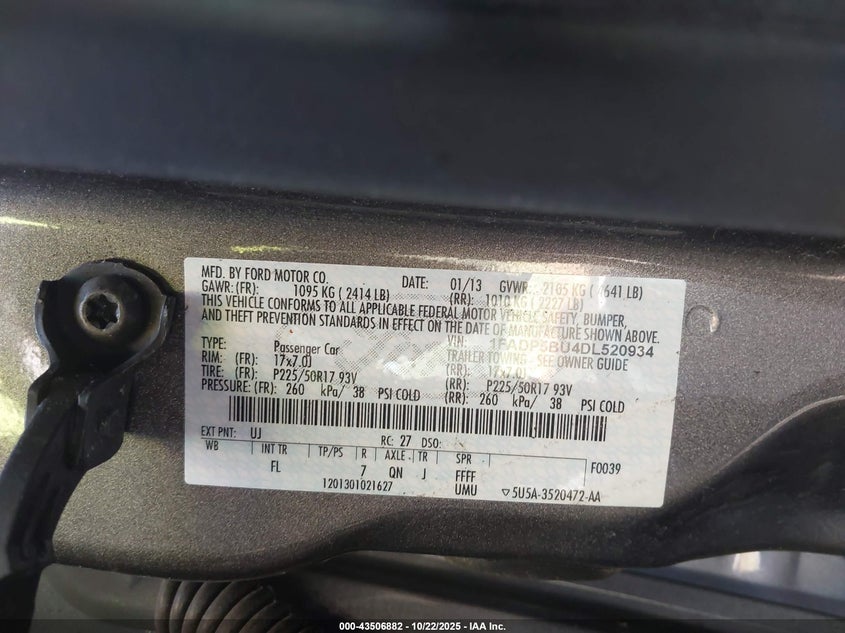 MFD. BY FORD MOTOR CO. DATE: 01/13 GVWR: 2105 KG ( 4641 LB)
GAWR:(FR): 1095 KG ( 2414 LB) (RR): 1010 KG ( 2227 LB)
THIS VEHICLE CONFORMS TO ALL APPLICABLE FEDERAL MOTOR VEHICLE SAFETY, BUMPER,
AND THEFT PREVENTION STANDARDS IN EFFECT ON THE DATE OF MANUFACTURE SHOWN ABOVE.
VIN: 1FADP5BU4DL520934
TYPE: Passenger Car TRAILER TOWING - SEE OWNER GUIDE
RIM: (FR): 17x7.0J (RR): 17x7.0J
TIRE: (FR): P225/50R17 93V (RR): P225/50R17 93V
PRESSURE:(FR): 260 kPa/ 38 PSI COLD (RR): 260 kPa/ 38 PSI COLD
EXT PNT: UJ RC: 27 DSO:
WB INT TR TP/PS R AXLE TR SPR F0039
FL 7 QN J FFFF
1201301021627 UMU ▽5U5A-3520472-AA
000-43506882 - 10/22/2025 - IAA Inc.